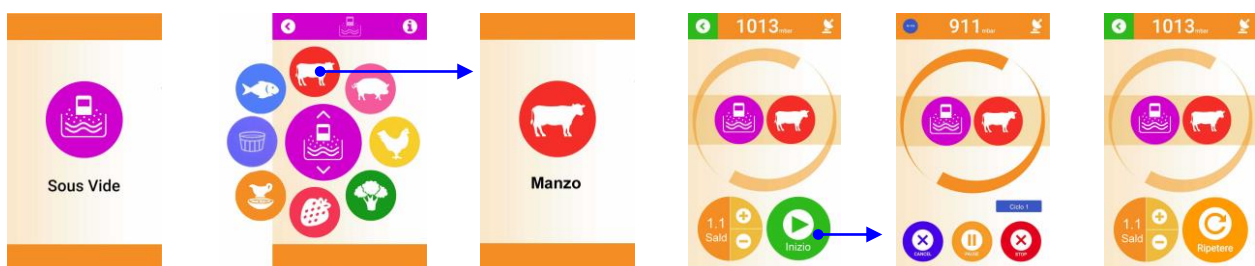 Sous Vide
Manzo
1013 mbar
1.1
Sald
Inizio
911 mbar
Ciclo 1
CANCEL
PAUSE
STOP
1013 mbar
1.1
Sald
Ripetere